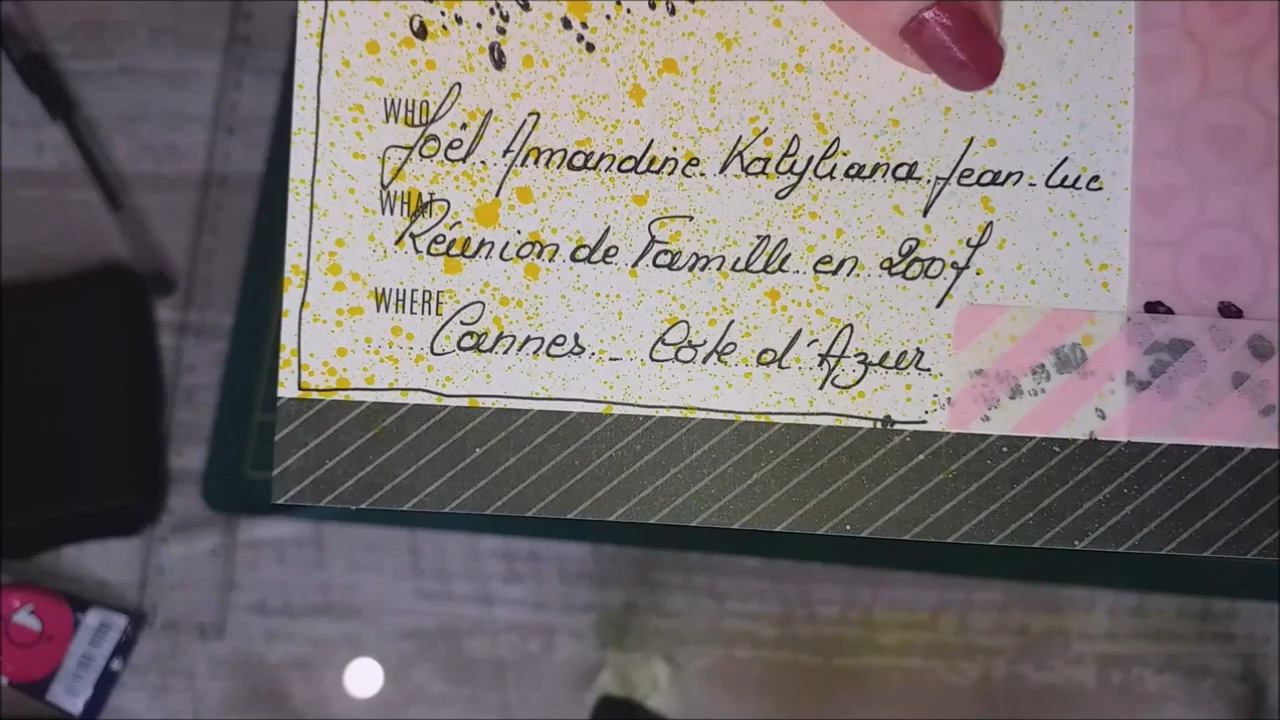 WHO
Joël. Amandine. Kalyliana. Jean-Luc
WHAT
Réunion de Famille en 2007
WHERE
Cannes - Côte d'Azur